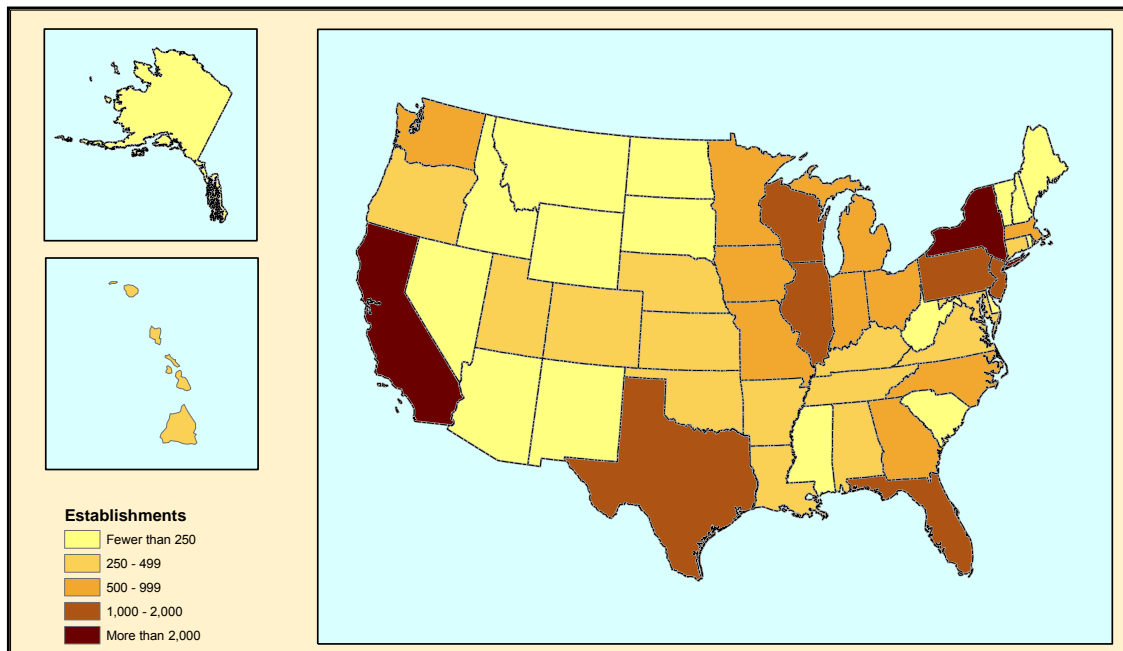 Establishments
Fewer than 250
250 - 499
500 - 999
1,000 - 2,000
More than 2,000